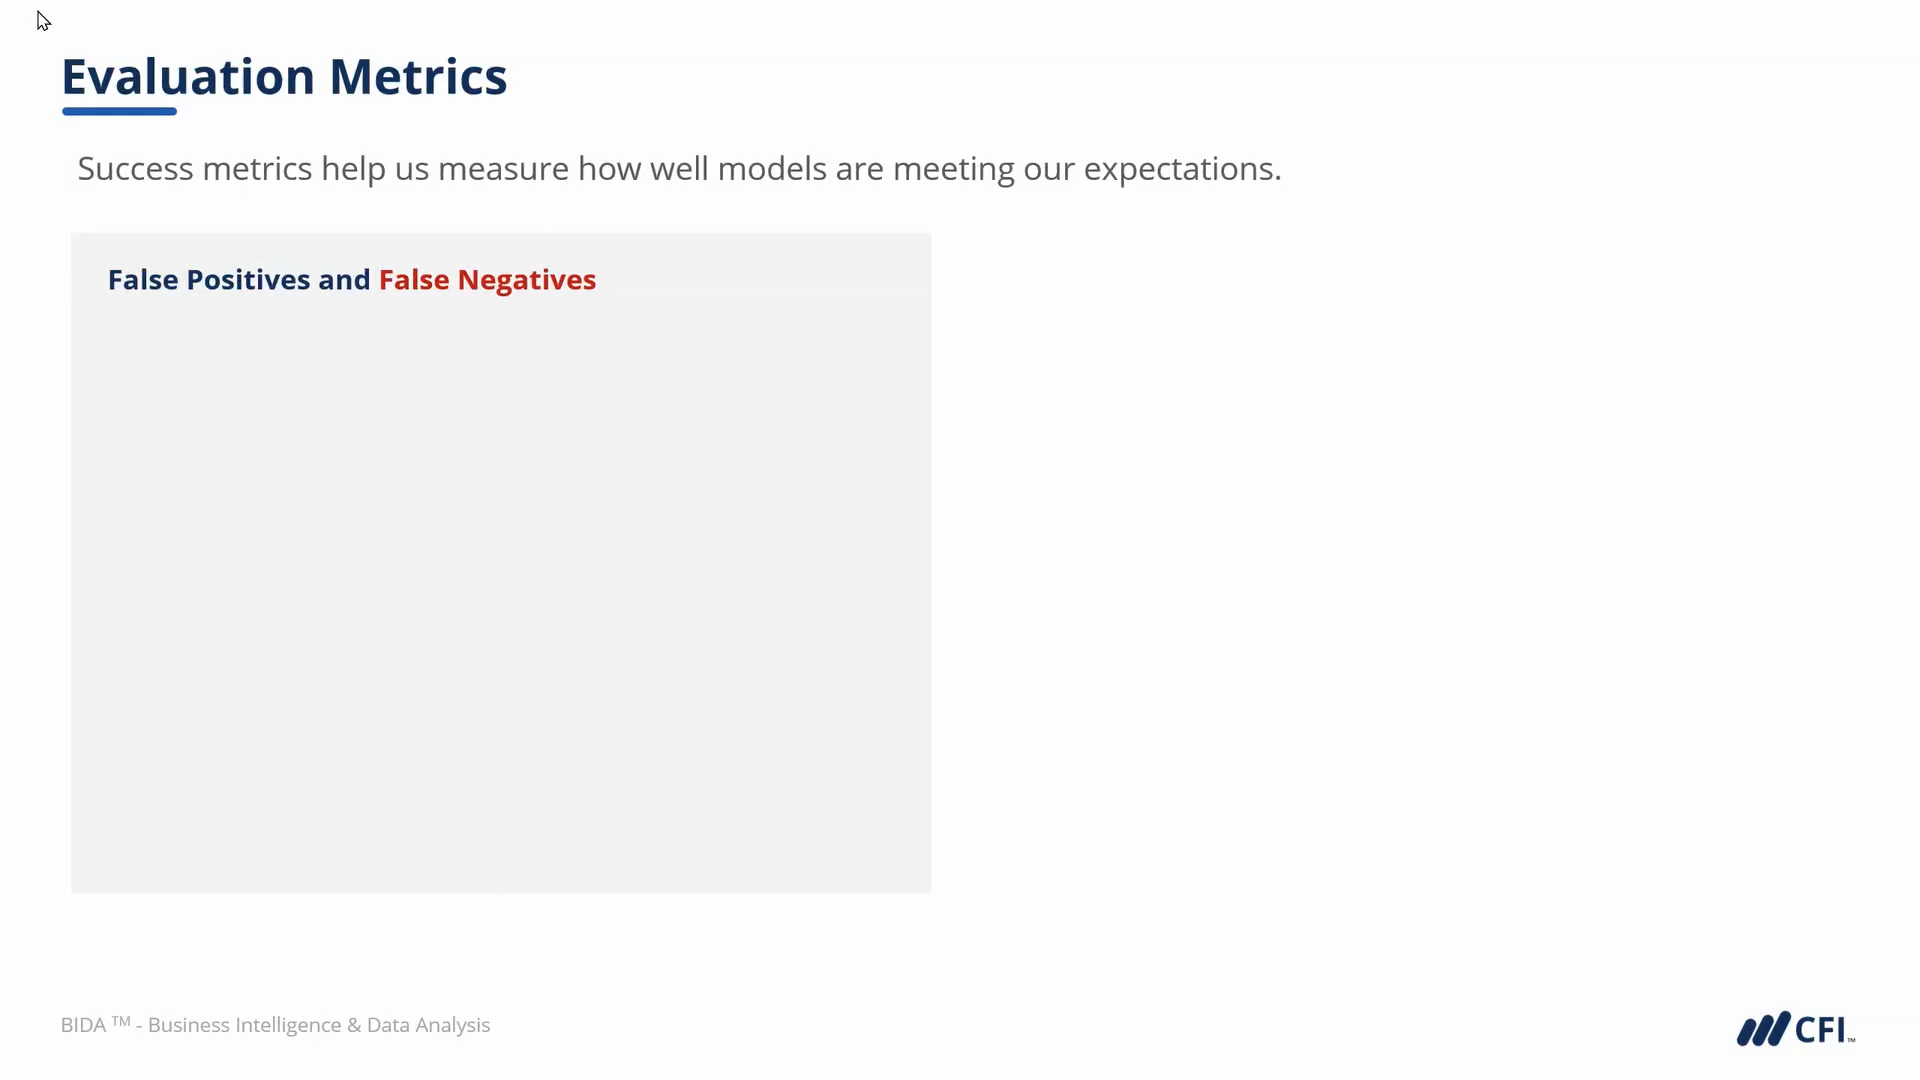 Evaluation Metrics
Success metrics help us measure how well models are meeting our expectations.
False Positives and False Negatives
BIDA ™ - Business Intelligence & Data Analysis
CFI™